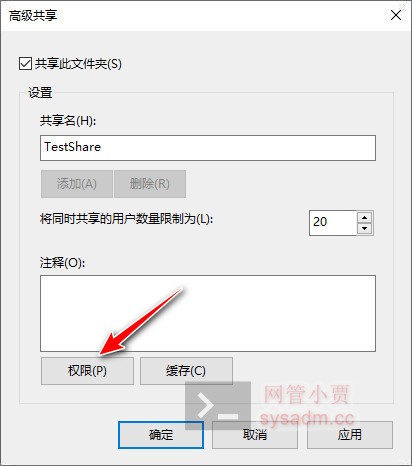 高级共享
共享此文件夹(S)
设置
共享名(H):
TestShare
添加(A) 删除(R)
将同时共享的用户数量限制为(L): 20
注释(O):
权限(P) 缓存(C)
网管小贾
sysadm.cc
确定 取消 应用